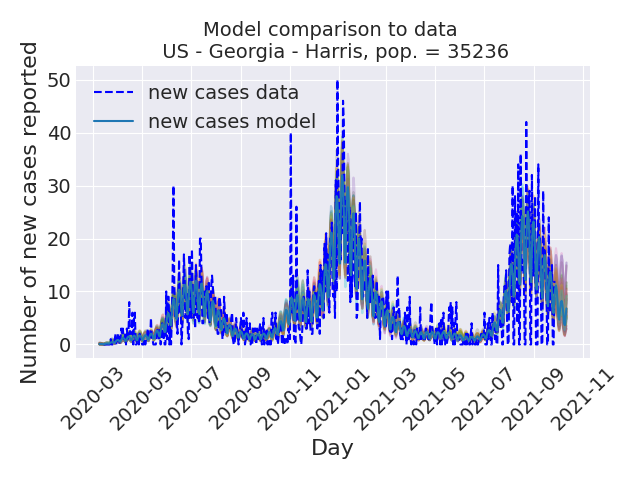 Model comparison to data
US - Georgia - Harris, pop. = 35236
Number of new cases reported
50
40
30
20
10
0
new cases data
new cases model
2020-03
2020-05
2020-07
2020-09
2020-11
2021-01
2021-03
2021-05
2021-07
2021-09
2021-11
Day